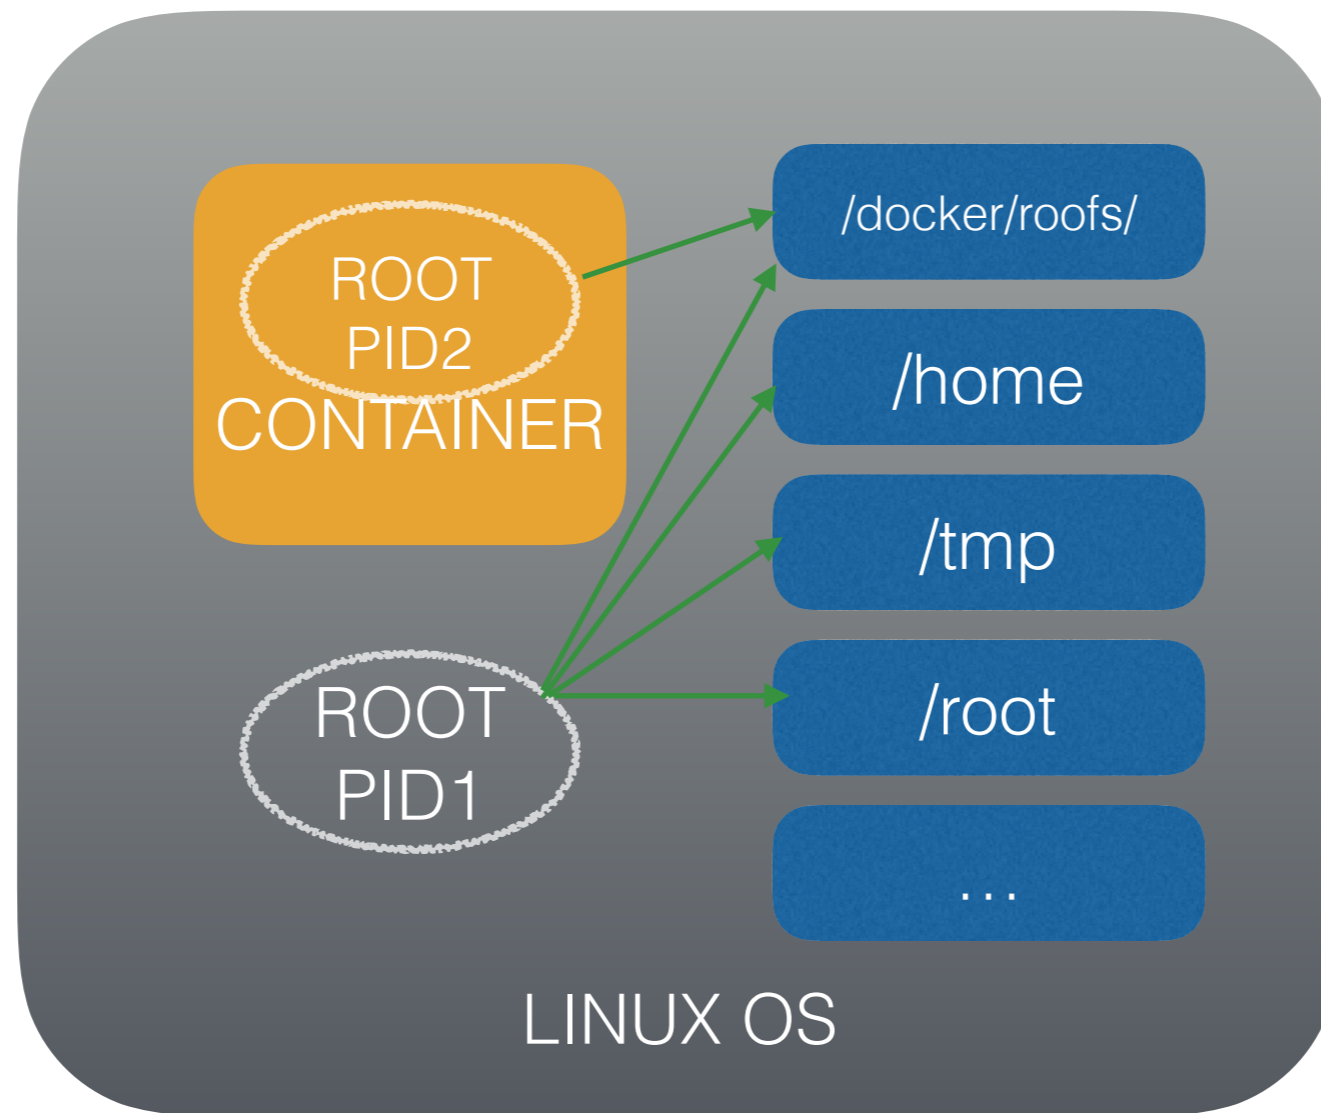 ROOT
PID2
CONTAINER
ROOT
PID1
/docker/roofs/
/home
/tmp
/root
...
LINUX OS